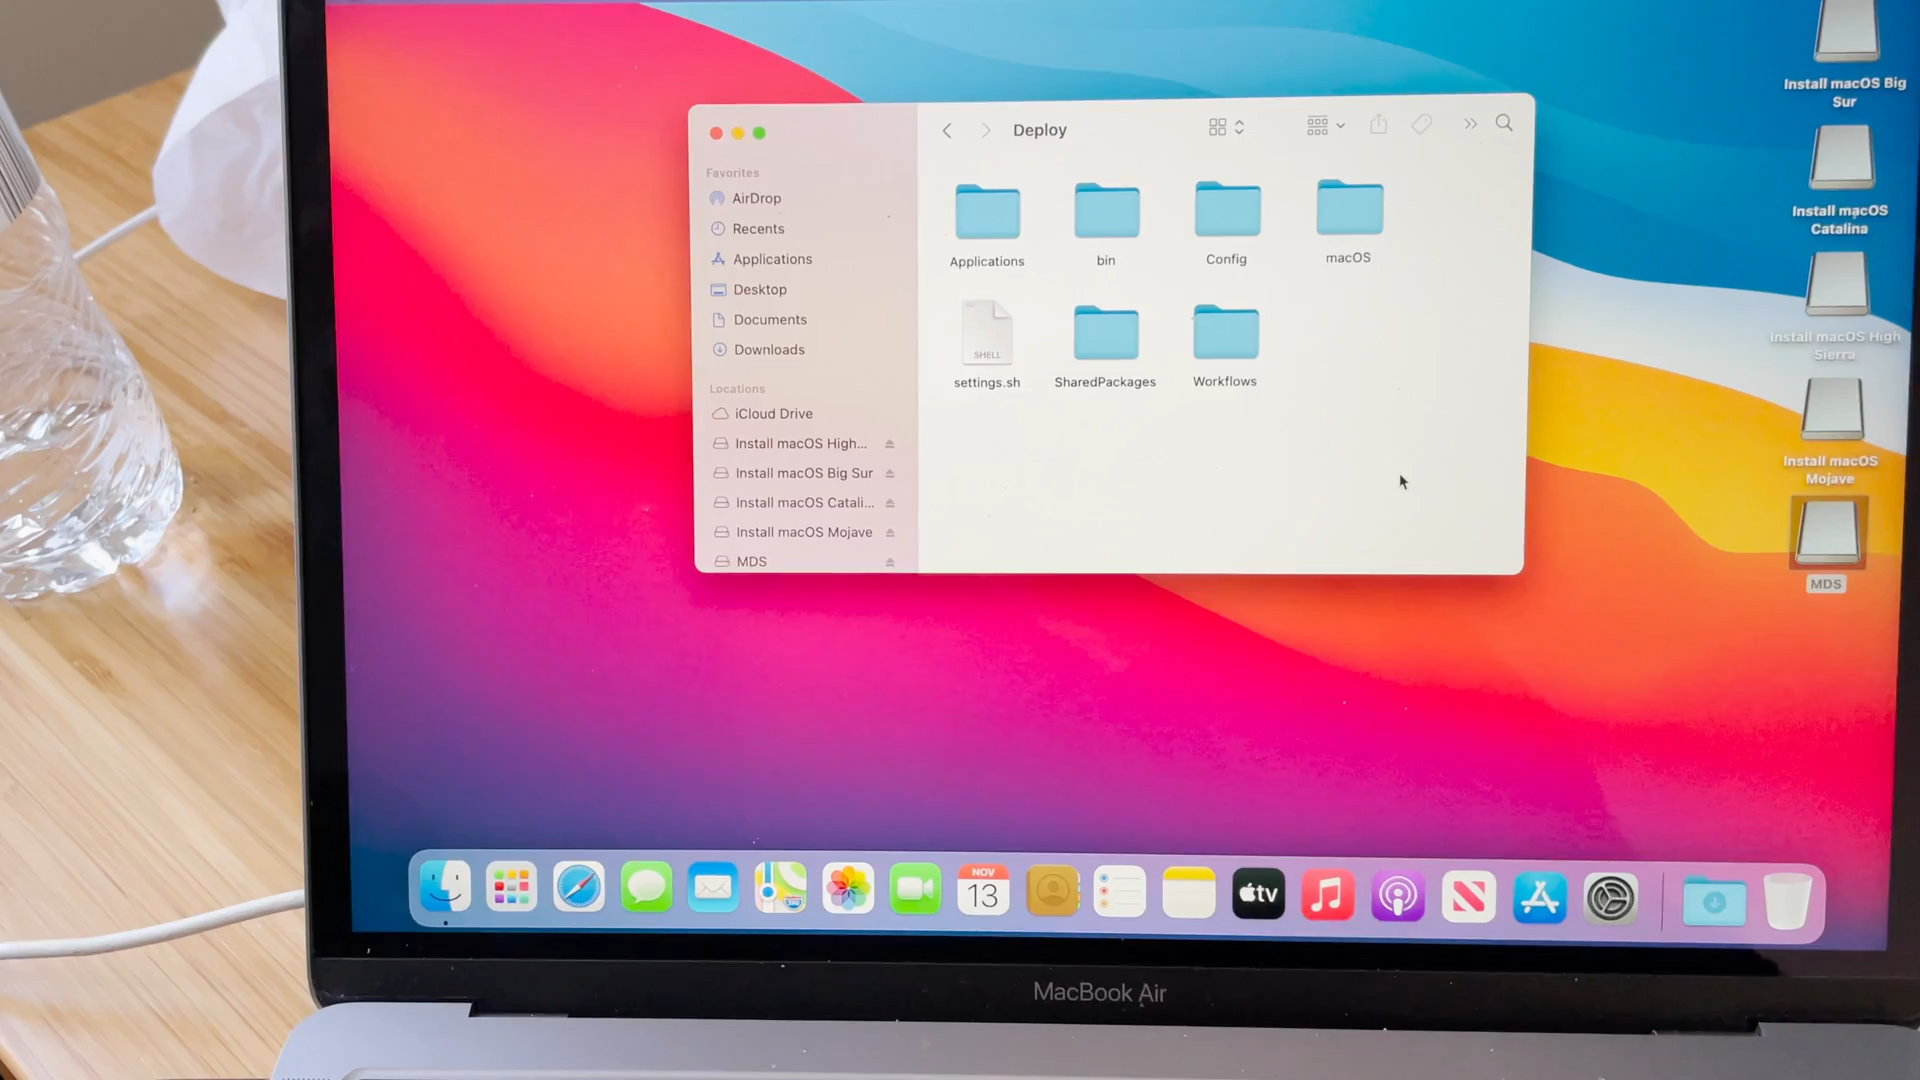 Deploy
Favorites
AirDrop
Recents
Applications
Desktop
Documents
Downloads
Locations
iCloud Drive
Install macOS High...
Install macOS Big Sur
Install macOS Catali...
Install macOS Mojave
MDS
Applications
bin
Config
macOS
SHELL
settings.sh
SharedPackages
Workflows
Install macOS Big
Sur
Install macOS
Catalina
Install macOS High
Sierra
Install macOS
Mojave
MDS
NOV
13
tv
MacBook Air